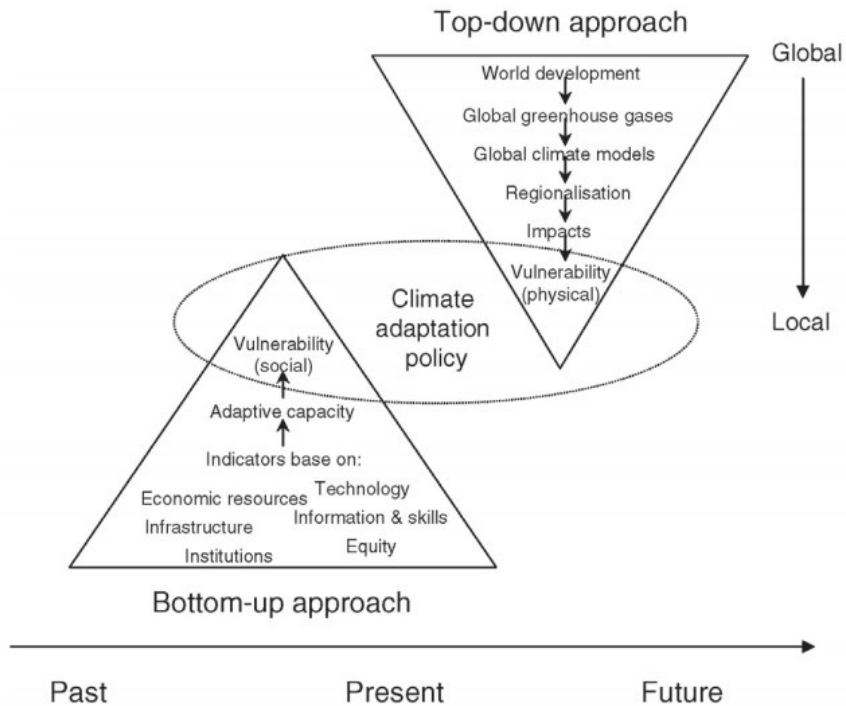 Top-down approach
Global
World development
Global greenhouse gases
Global climate models
Regionalisation
Impacts
Vulnerability
(physical)
Local
Climate
adaptation
policy
Vulnerability
(social)
Adaptive capacity
Indicators base on:
Economic resources
Technology
Infrastructure
Information & skills
Institutions
Equity
Bottom-up approach
Past
Present
Future